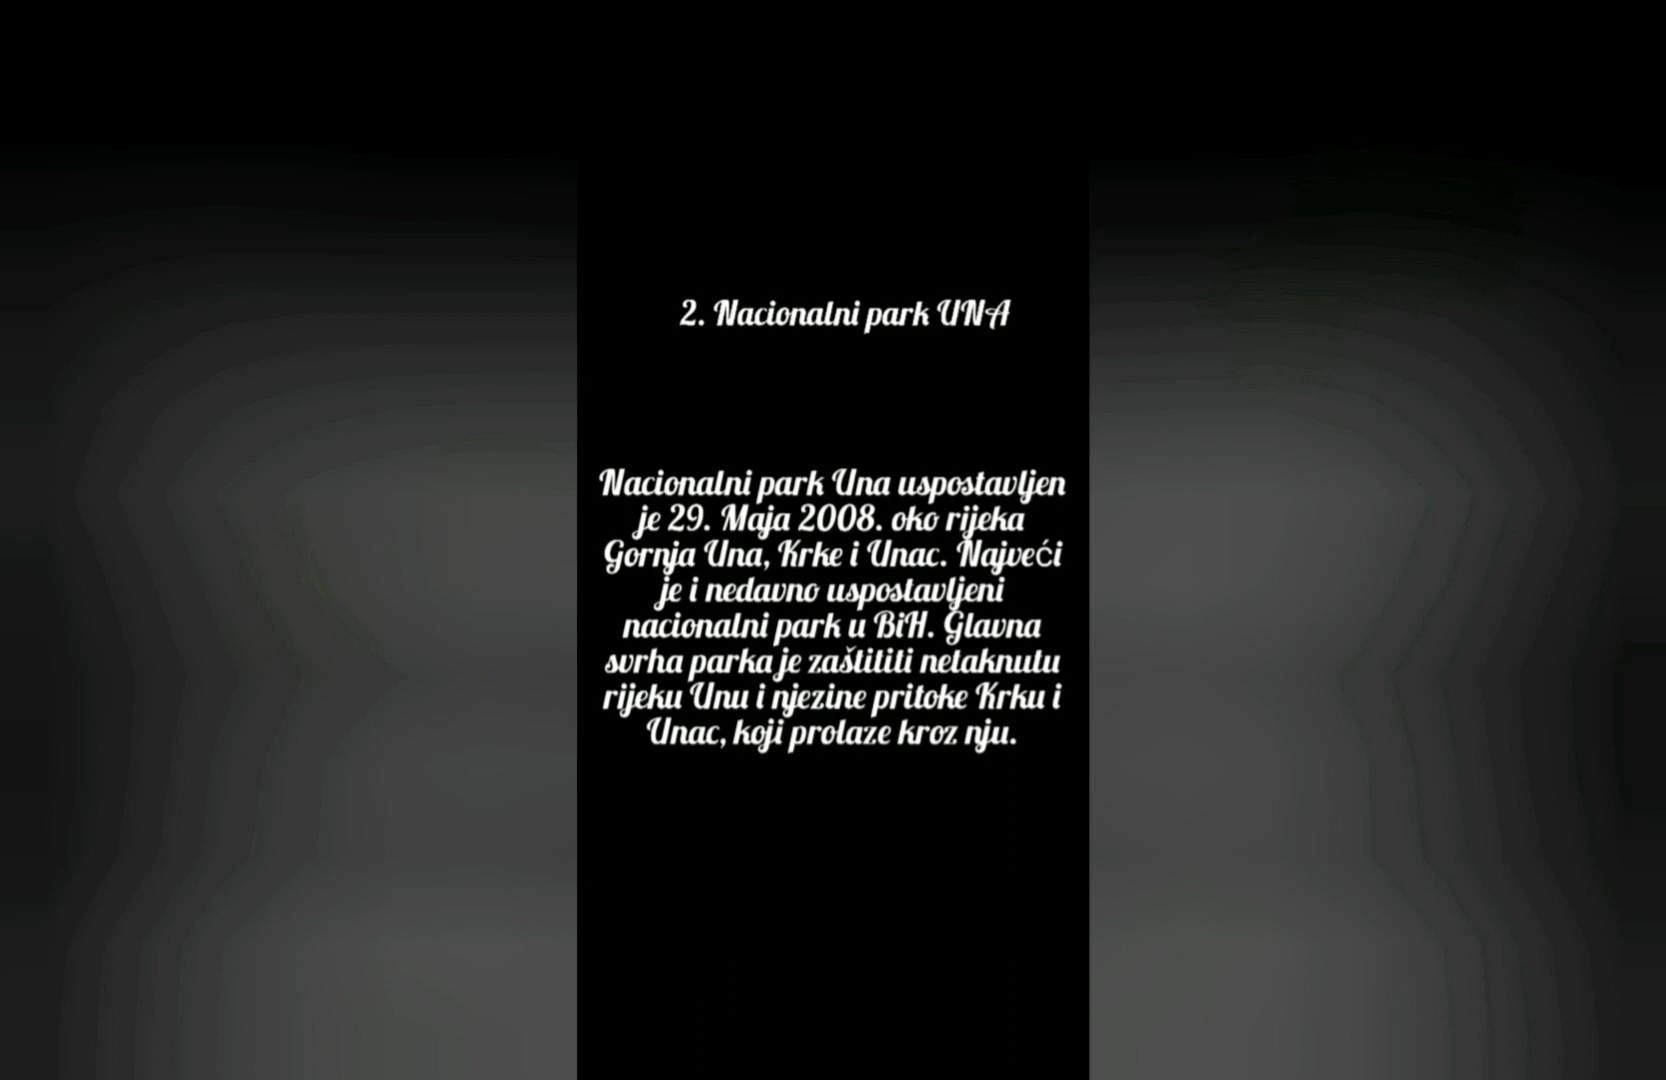 2. Nacionalni park UNA
Nacionalni park Una uspostavljen
je 29. Maja 2008. oko rijeka
Gornja Una, Krke i Unac. Najveći
je i nedavno uspostavljeni
nacionalni park u BiH. Glavna
svrha parka je zaštititi netaknutu
rijeku Unu i njezine pritoke Krku i
Unac, koji prolaze kroz nju.